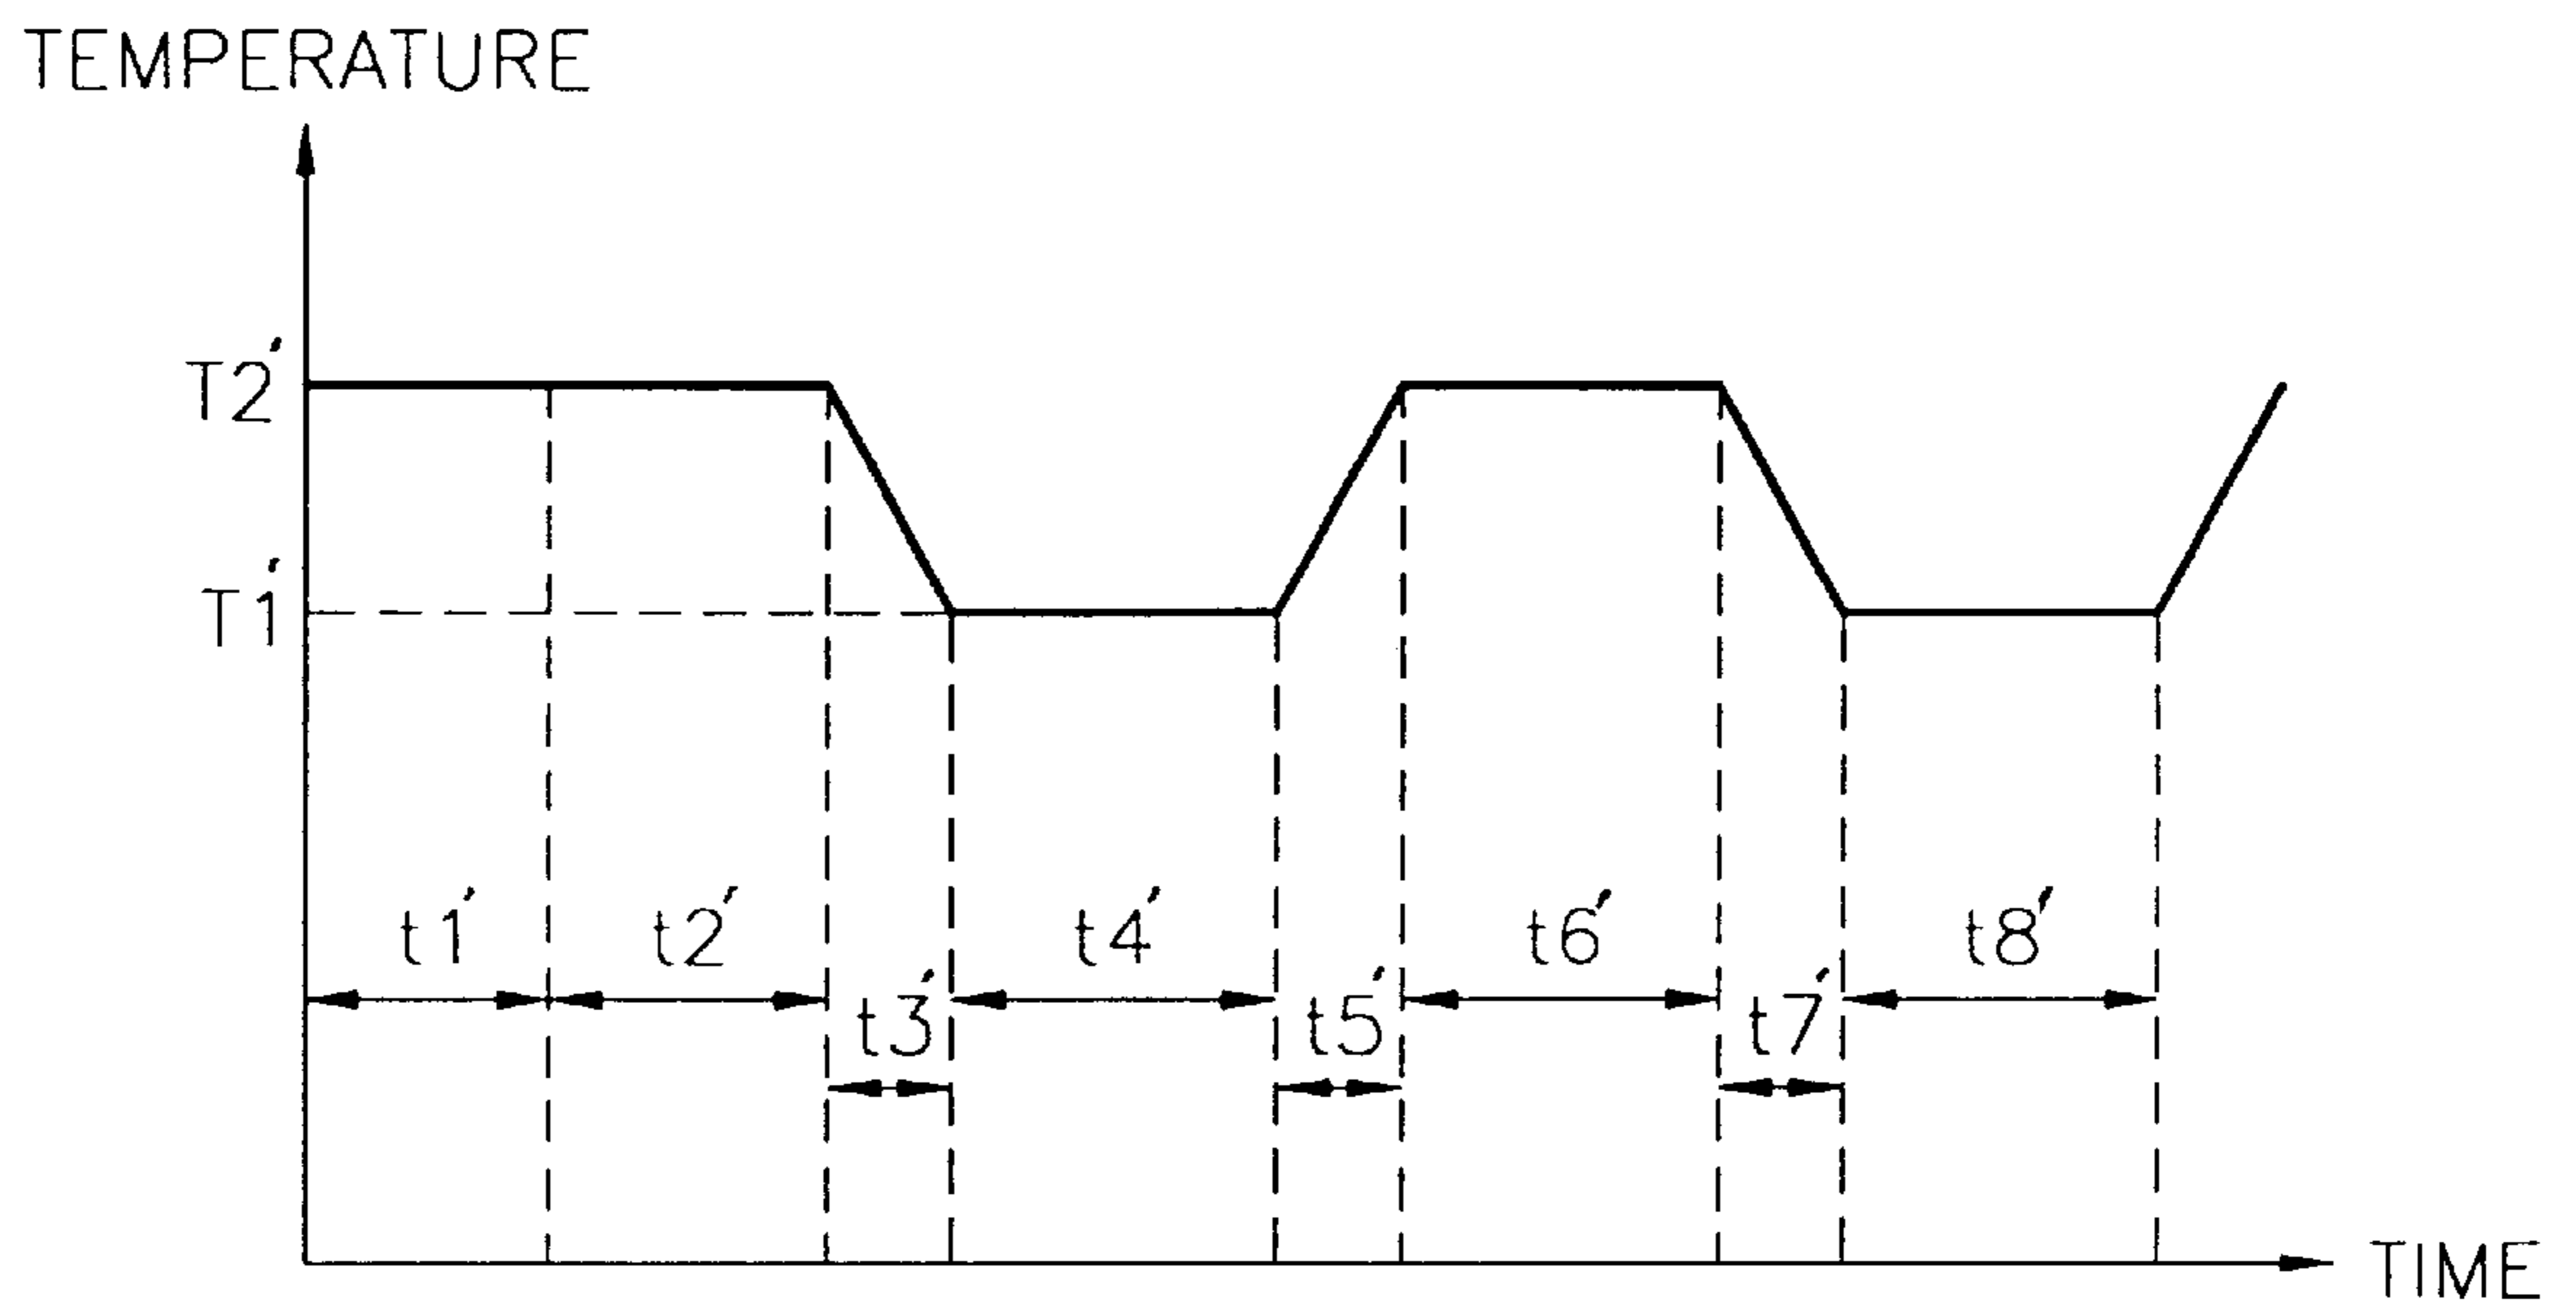 TEMPERATURE
T2′
T1′
t1′ t2′ t4′ t6′ t8′
t3′ t5′ t7′
TIME